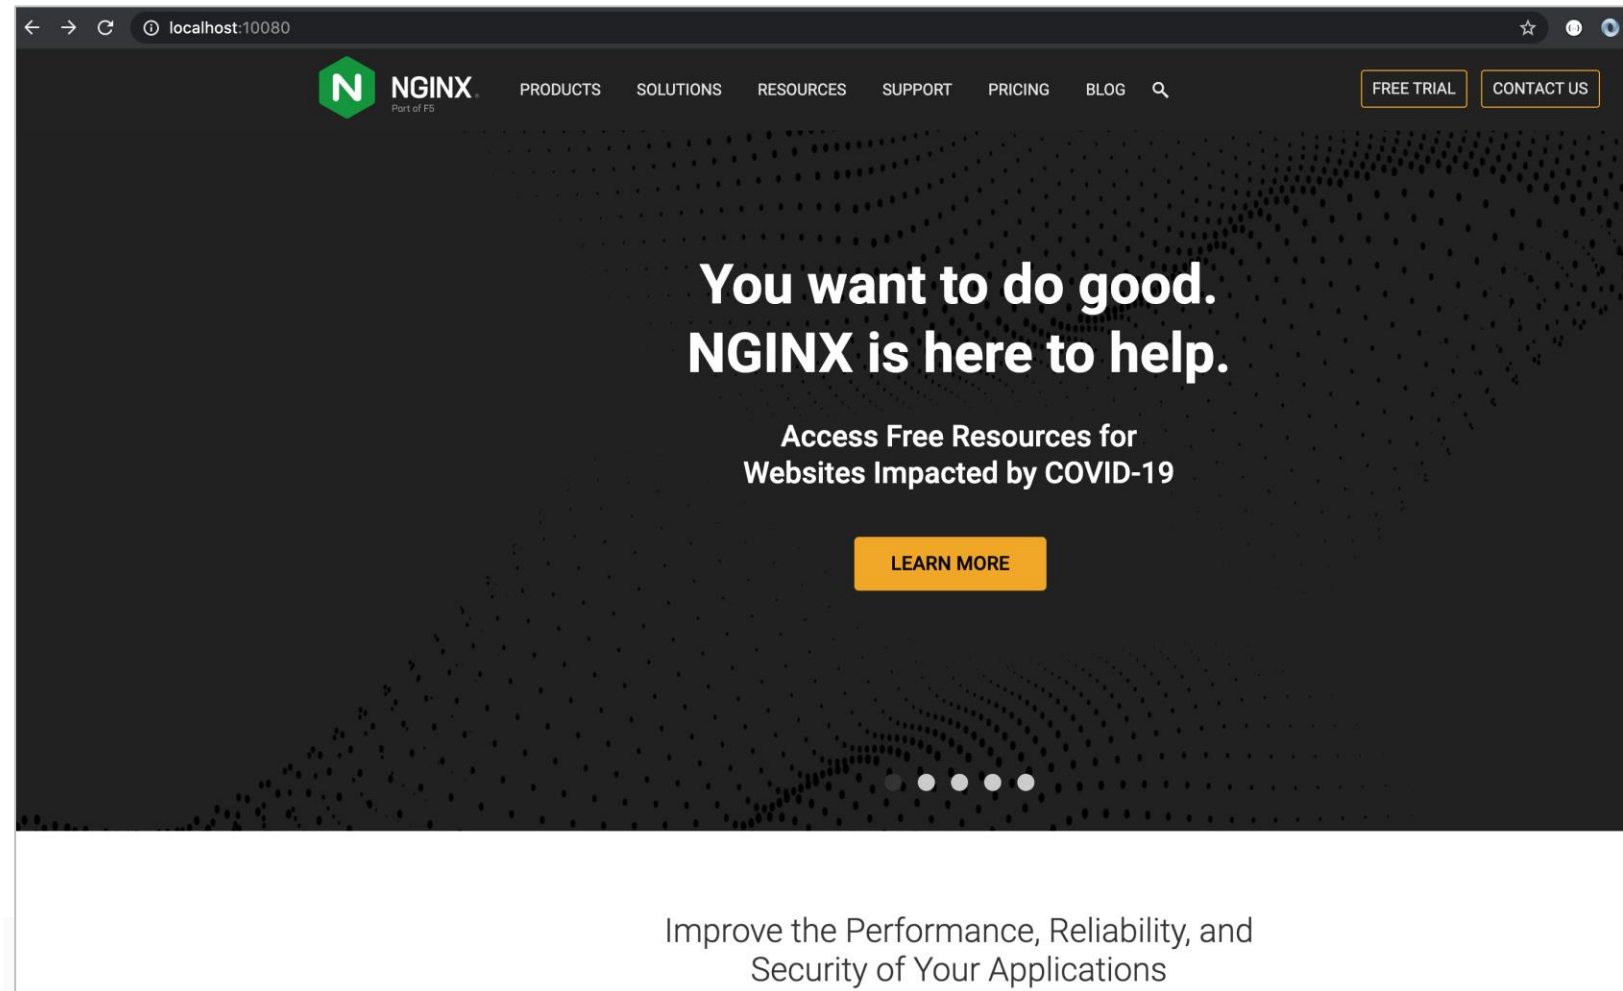 localhost:10080
NGINX.
Part of F5
PRODUCTS SOLUTIONS RESOURCES SUPPORT PRICING BLOG
FREE TRIAL CONTACT US
You want to do good.
NGINX is here to help.
Access Free Resources for
Websites Impacted by COVID-19
LEARN MORE
Improve the Performance, Reliability, and
Security of Your Applications